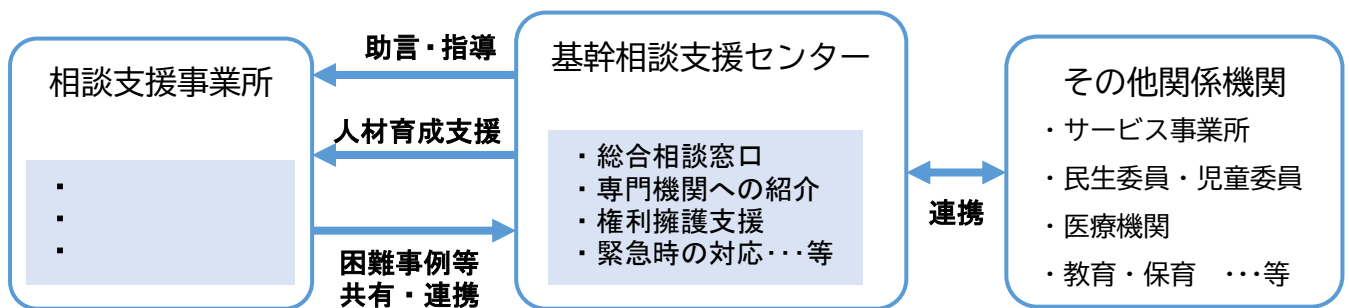 相談支援事業所
・
・
・
助言・指導
人材育成支援
困難事例等
共有・連携
基幹相談支援センター
・総合相談窓口
・専門機関への紹介
・権利擁護支援
・緊急時の対応･･･等
連携
その他関係機関
・サービス事業所
・民生委員・児童委員
・医療機関
・教育・保育　･･･等